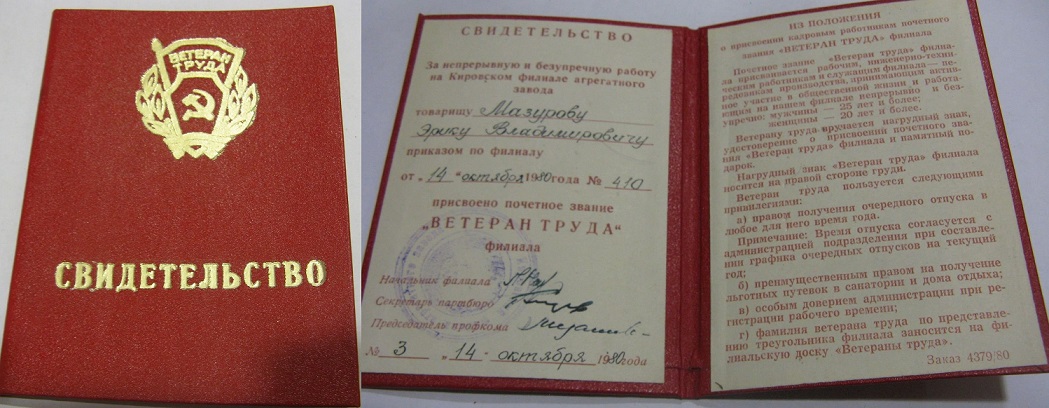 ВЕТЕРАН
ТРУДА
СВИДЕТЕЛЬСТВО
СВИДЕТЕЛЬСТВО
За непрерывную и безупречную работу
на Кировском филиале агрегатного
завода
товарищу Мазурову
Эрику Владимировичу
приказом по филиалу
от „14 " октября 1980 года № 410
присвоено почетное звание
„ВЕТЕРАН ТРУДА“
филиала
Начальник филиала
Секретарь партбюро
Председатель профкома
№ 3 „14 - октября 1980 года
ИЗ ПОЛОЖЕНИЯ
о присвоении кадровым работникам почетного
звания «ВЕТЕРАН ТРУДА» филиала
Почетное звание «Ветеран труда» филиа-
ла присваивается рабочим, инженерно-техни-
ческим работникам и служащим филиала — пе-
редовикам производства, принимающим актив-
ное участие в общественной жизни и работа-
ющим на нашем филиале непрерывно и без-
упречно: мужчины — 25 лет и более;
женщины — 20 лет и более.
Ветерану труда вручается нагрудный знак,
удостоверение о присвоении почетного зва-
ния «Ветеран труда» филиала и памятный по-
дарок.
Нагрудный знак «Ветеран труда» филиала
носится на правой стороне груди.
Ветеран труда пользуется следующими
привилегиями:
а) правом получения очередного отпуска в
любое для него время года.
Примечание: Время отпуска согласуется с
администрацией подразделения при составле-
нии графика очередных отпусков на текущий
год;
б) преимущественным правом на получение
льготных путевок в санатории и дома отдыха;
в) особым доверием администрации при ре-
гистрации рабочего времени;
г) фамилия ветерана труда по представле-
нию треугольника филиала заносится на фи-
лиальскую доску «Ветераны труда».
Заказ 4379/80